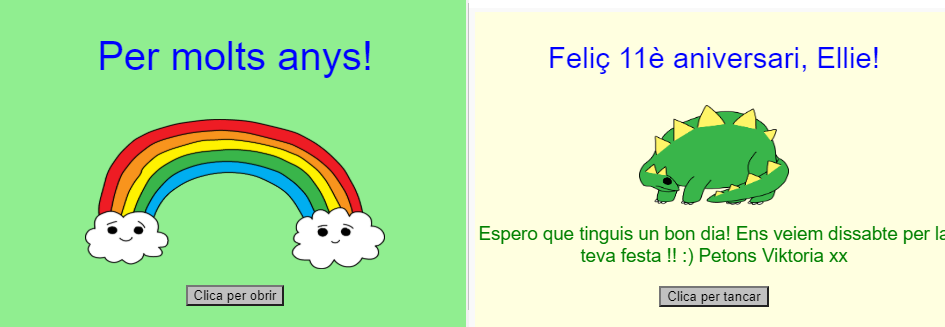 Per molts anys!
Clica per obrir
Feliç 11è aniversari, Ellie!
Espero que tinguis un bon dia! Ens veiem dissabte per la
teva festa !! :) Petons Viktoria xx
Clica per tancar